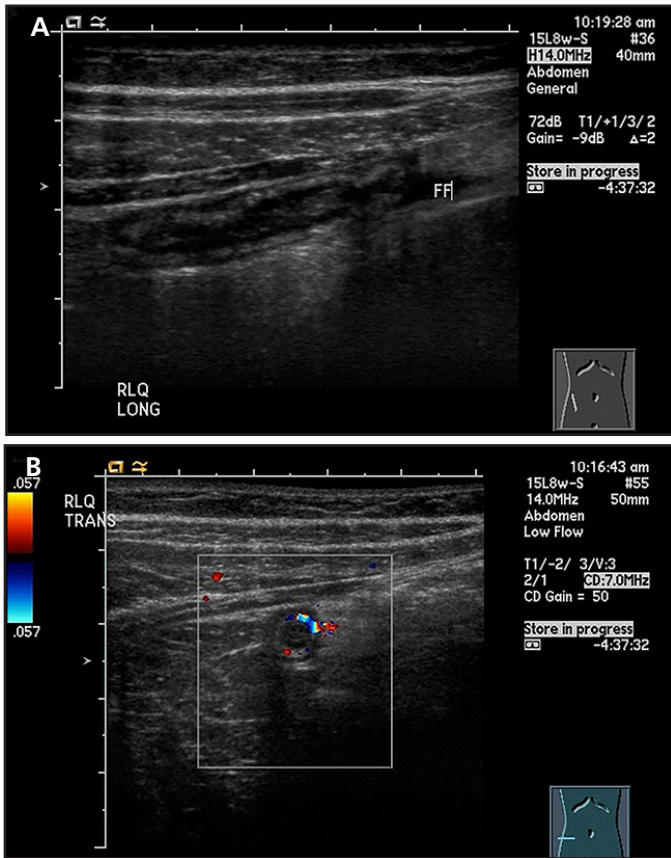 A
10:19:28 am
15L8w-S #36
H14.0MHz 40mm
Abdomen
General
72dB T1/+1/3/ 2
Gain= -9dB Δ=2
Store in progress
-4:37:32
FF
RLQ
LONG
B
.057
.057
RLQ
TRANS
10:16:43 am
15L8w-S #55
14.0MHz 50mm
Abdomen
Low Flow
T1/-2/ 3/V:3
2/1 CD:7.0MHz
CD Gain = 50
Store in progress
-4:37:32